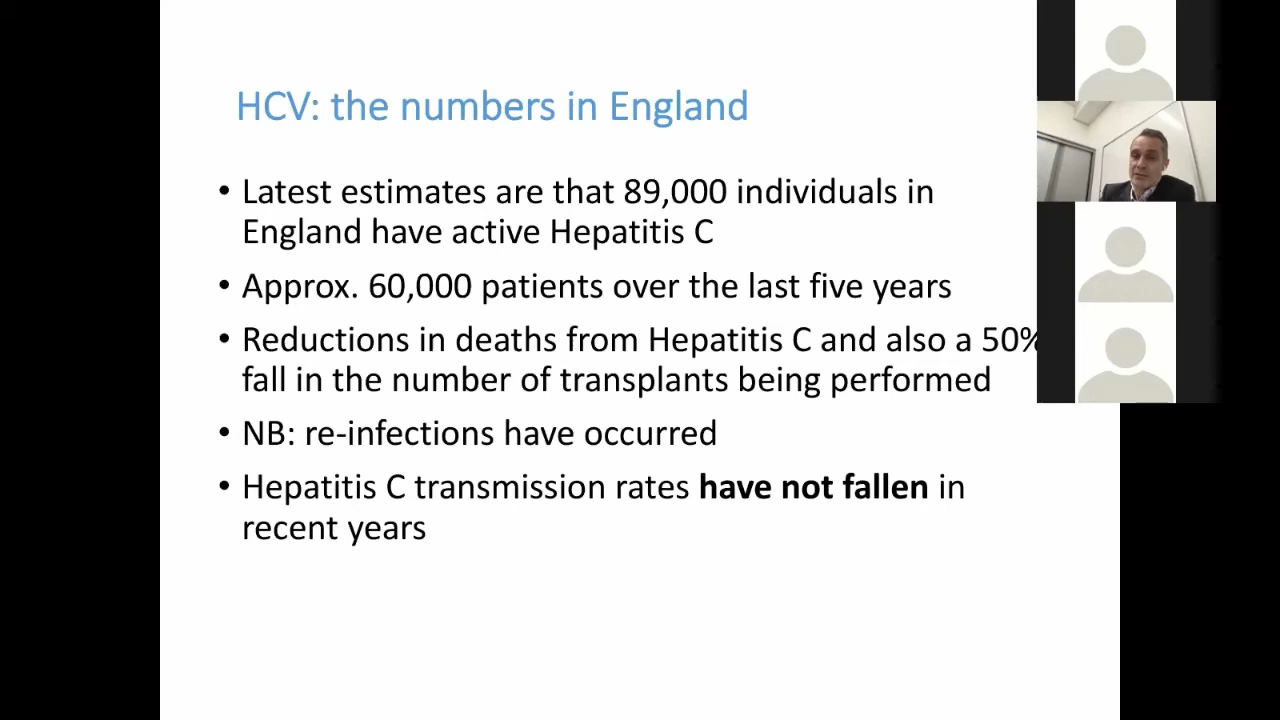 HCV: the numbers in England
• Latest estimates are that 89,000 individuals in
England have active Hepatitis C
• Approx. 60,000 patients over the last five years
• Reductions in deaths from Hepatitis C and also a 50%
fall in the number of transplants being performed
• NB: re-infections have occurred
• Hepatitis C transmission rates have not fallen in
recent years